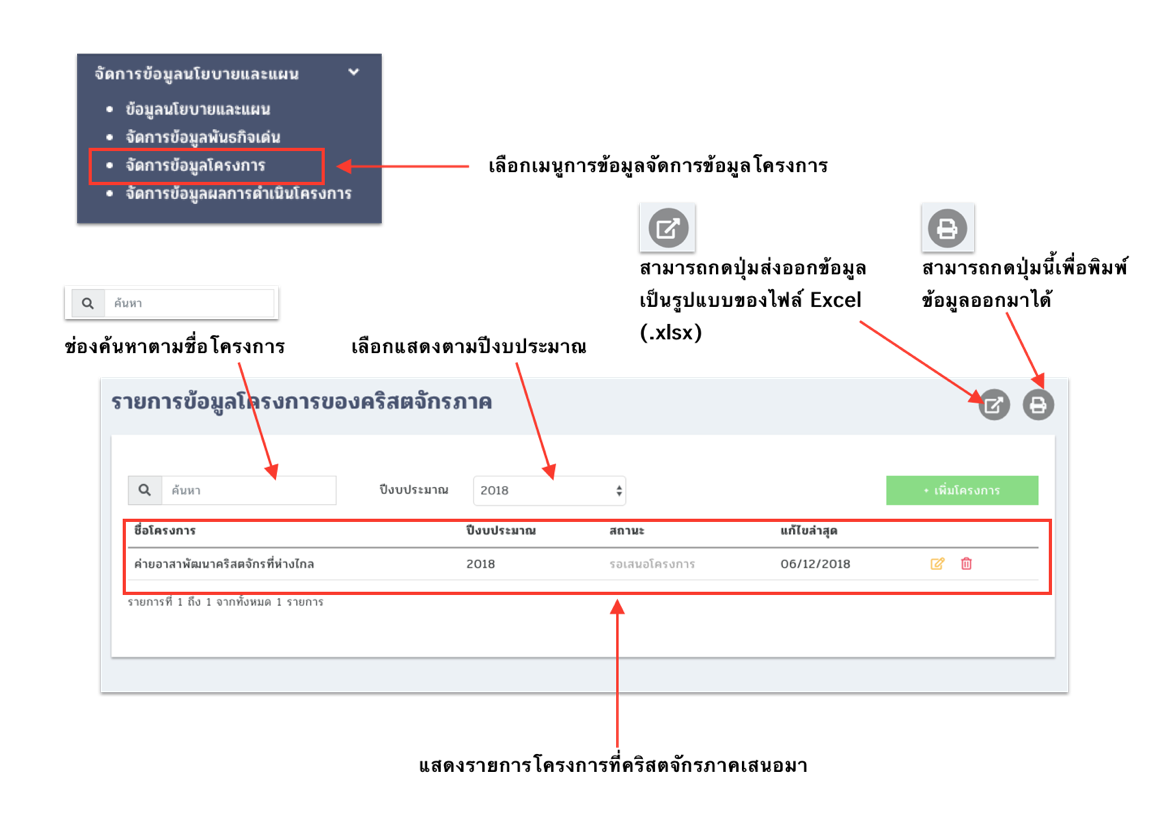 จัดการข้อมูลนโยบายและแผน
ข้อมูลนโยบายและแผน
จัดการข้อมูลพันธกิจเด่น
จัดการข้อมูลโครงการ
จัดการข้อมูลผลการดำเนินโครงการ
เลือกเมนูการข้อมูลจัดการข้อมูลโครงการ
สามารถกดปุ่มส่งออกข้อมูล
เป็นรูปแบบของไฟล์ Excel
(.xlsx)
สามารถกดปุ่มนี้เพื่อพิมพ์
ข้อมูลออกมาได้
ค้นหา
ช่องค้นหาตามชื่อโครงการ
เลือกแสดงตามปีงบประมาณ
รายการข้อมูลโครงการของคริสตจักรภาค
ค้นหา
ปีงบประมาณ
2018
+ เพิ่มโครงการ
ชื่อโครงการ ปีงบประมาณ สถานะ แก้ไขล่าสุด
ค่ายอาสาพัฒนาคริสตจักรที่ห่างไกล 2018 รอเสนอโครงการ 06/12/2018
รายการที่ 1 ถึง 1 จากทั้งหมด 1 รายการ
แสดงรายการโครงการที่คริสตจักรภาคเสนอมา